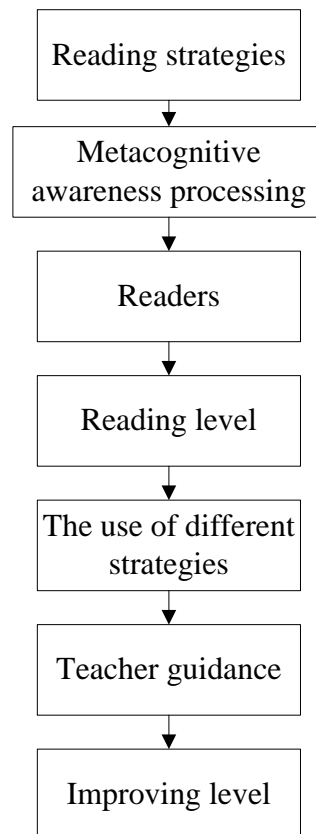 Reading strategies
Metacognitive
awareness processing
Readers
Reading level
The use of different
strategies
Teacher guidance
Improving level